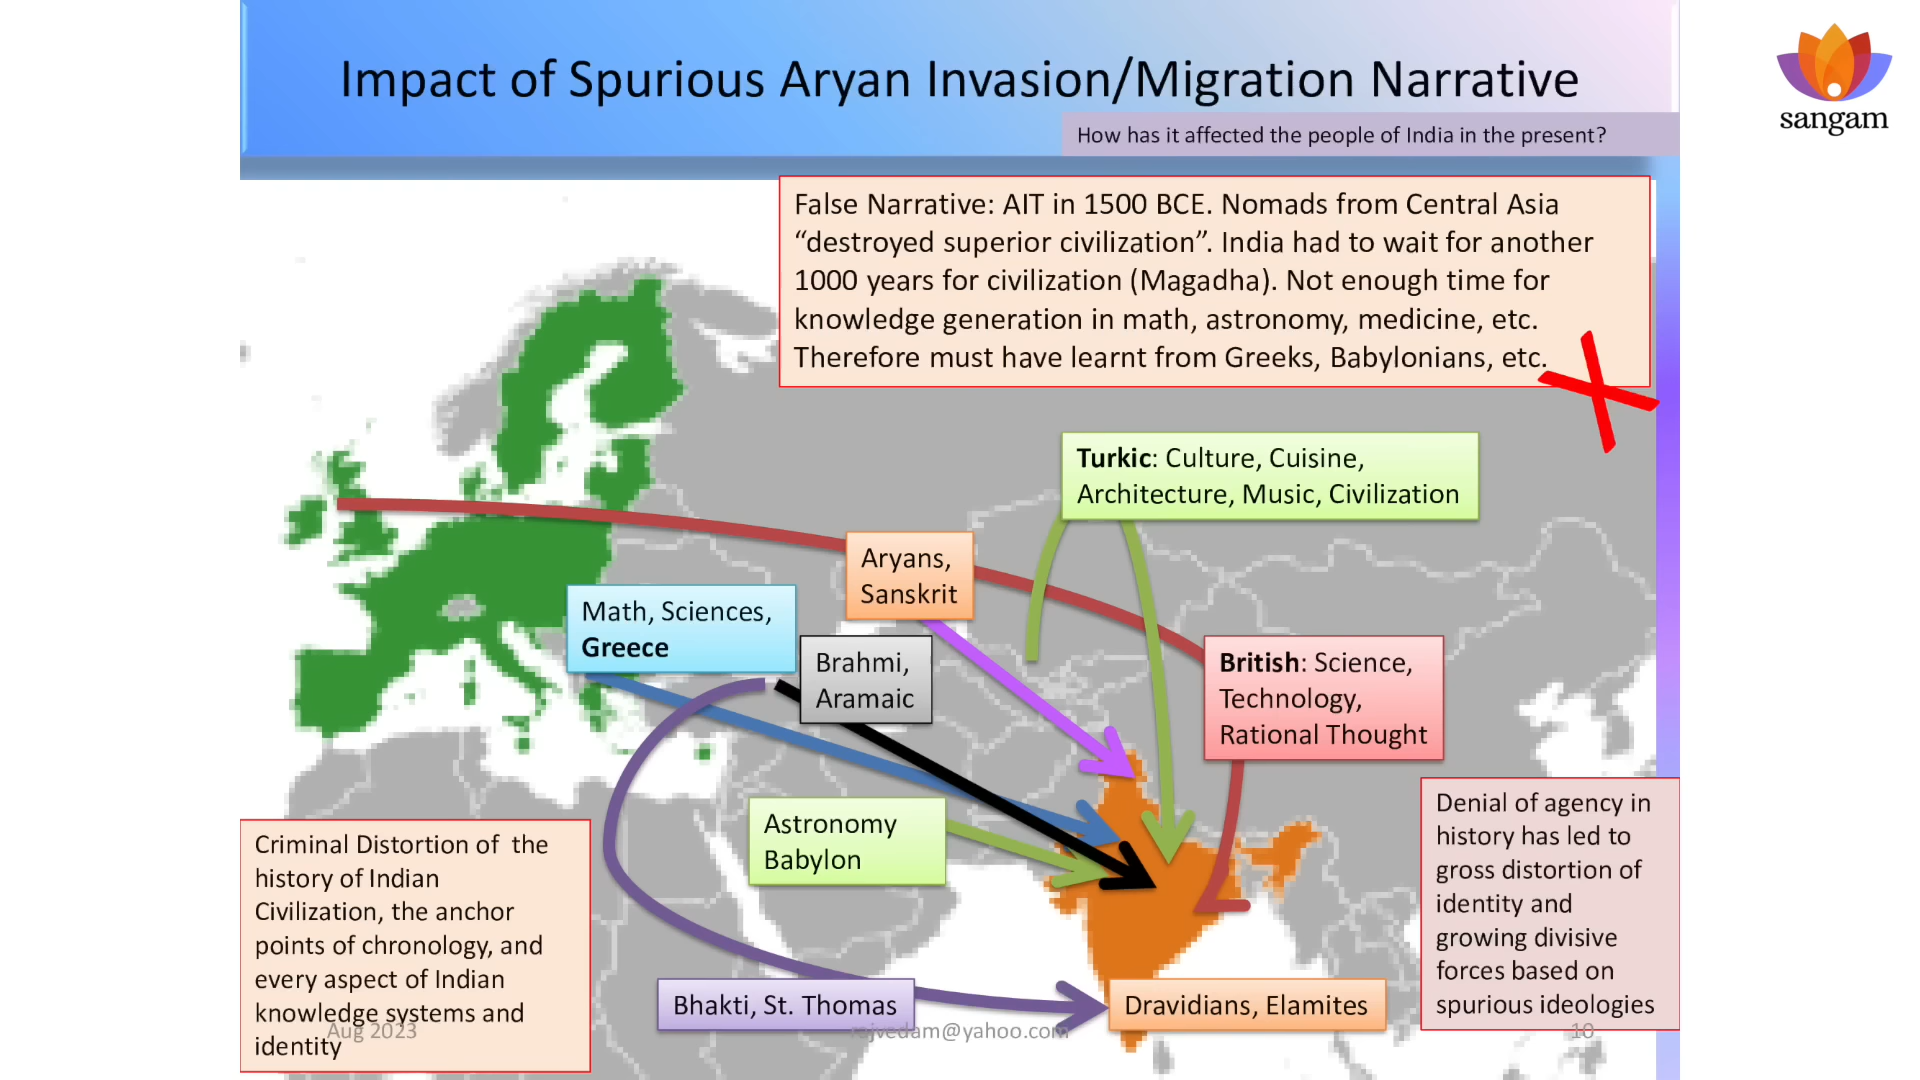 Impact of Spurious Aryan Invasion/Migration Narrative
How has it affected the people of India in the present?
sangam
False Narrative: AIT in 1500 BCE. Nomads from Central Asia
“destroyed superior civilization”. India had to wait for another
1000 years for civilization (Magadha). Not enough time for
knowledge generation in math, astronomy, medicine, etc.
Therefore must have learnt from Greeks, Babylonians, etc.
Turkic: Culture, Cuisine,
Architecture, Music, Civilization
Aryans,
Sanskrit
Math, Sciences,
Greece
Brahmi,
Aramaic
British: Science,
Technology,
Rational Thought
Astronomy
Babylon
Criminal Distortion of the
history of Indian
Civilization, the anchor
points of chronology, and
every aspect of Indian
knowledge systems and
identity
Denial of agency in
history has led to
gross distortion of
identity and
growing divisive
forces based on
spurious ideologies
Bhakti, St. Thomas
Dravidians, Elamites
Aug 2023
rajvedam@yahoo.com
10